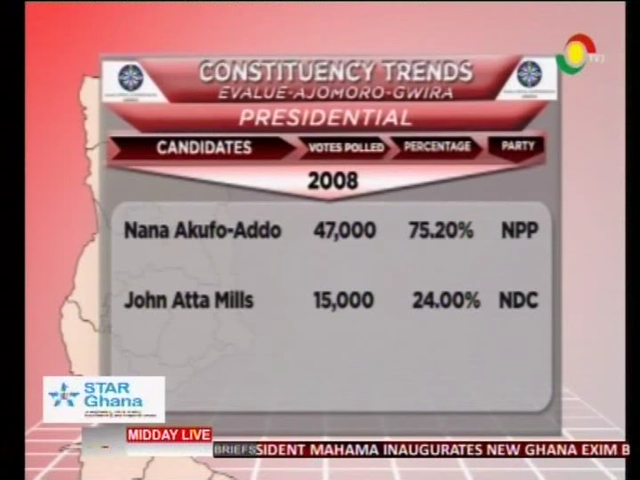 CONSTITUENCY TRENDS
EVALUE-AJOMORO-GWIRA
PRESIDENTIAL
CANDIDATES VOTES POLLED PERCENTAGE PARTY
2008
Nana Akufo-Addo 47,000 75.20% NPP
John Atta Mills 15,000 24.00% NDC
STAR
Ghana
MIDDAY LIVE
BRIEFS SIDENT MAHAMA INAUGURATES NEW GHANA EXIM B